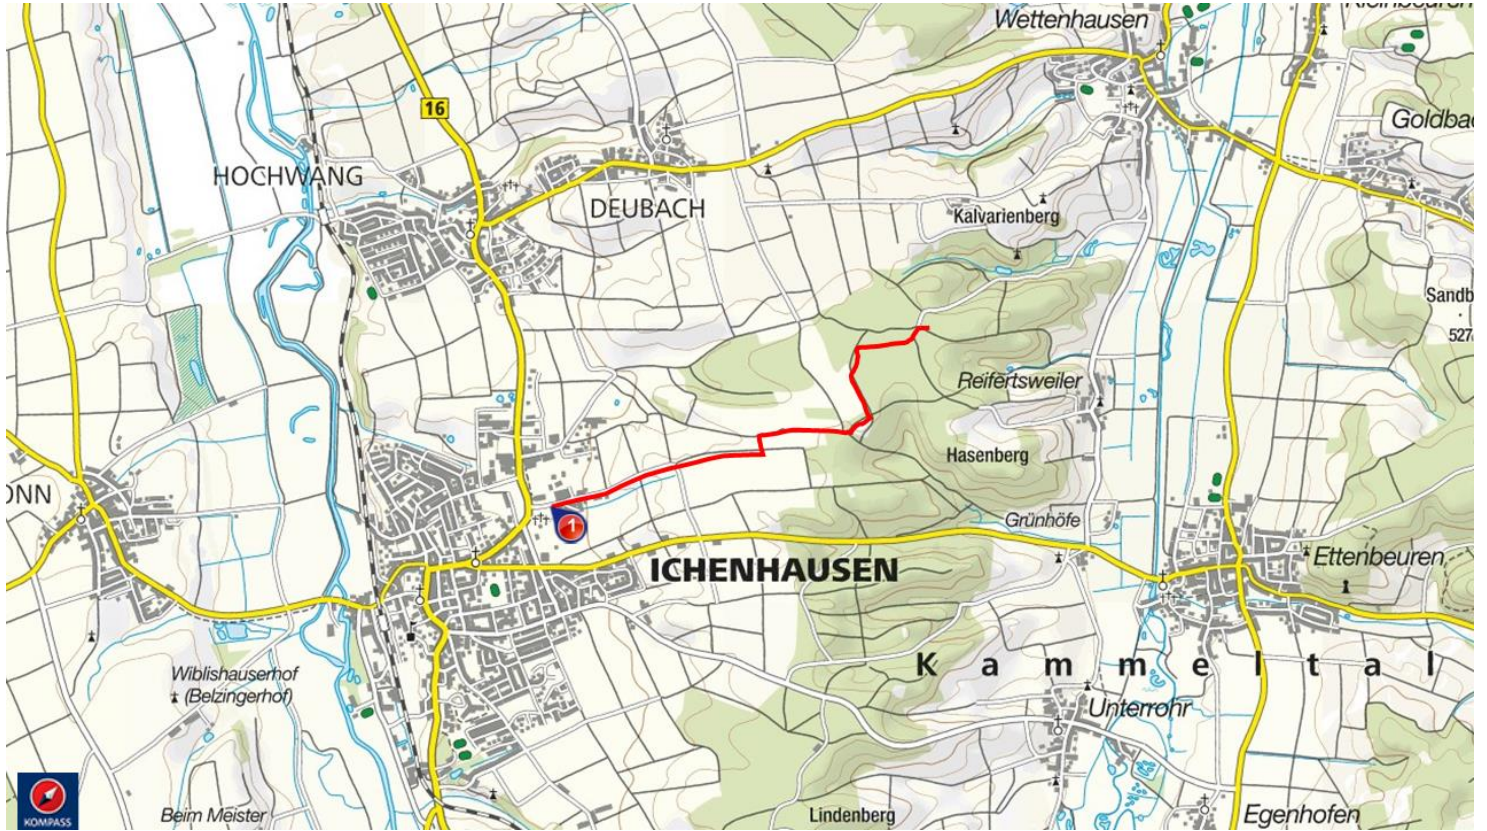 Wettenhausen
16
Goldbac
HOCHWANG
DEUBACH
Kalvarienberg
Sandb
527
Reifertsweiler
Hasenberg
ONN
1
Grünhöfe
Ettenbeuren
ICHENHAUSEN
Kammeltal
Wiblishauserhof
(Belzingerhof)
Unterrohr
KOMPASS
Beim Meister
Lindenberg
Egenhofen